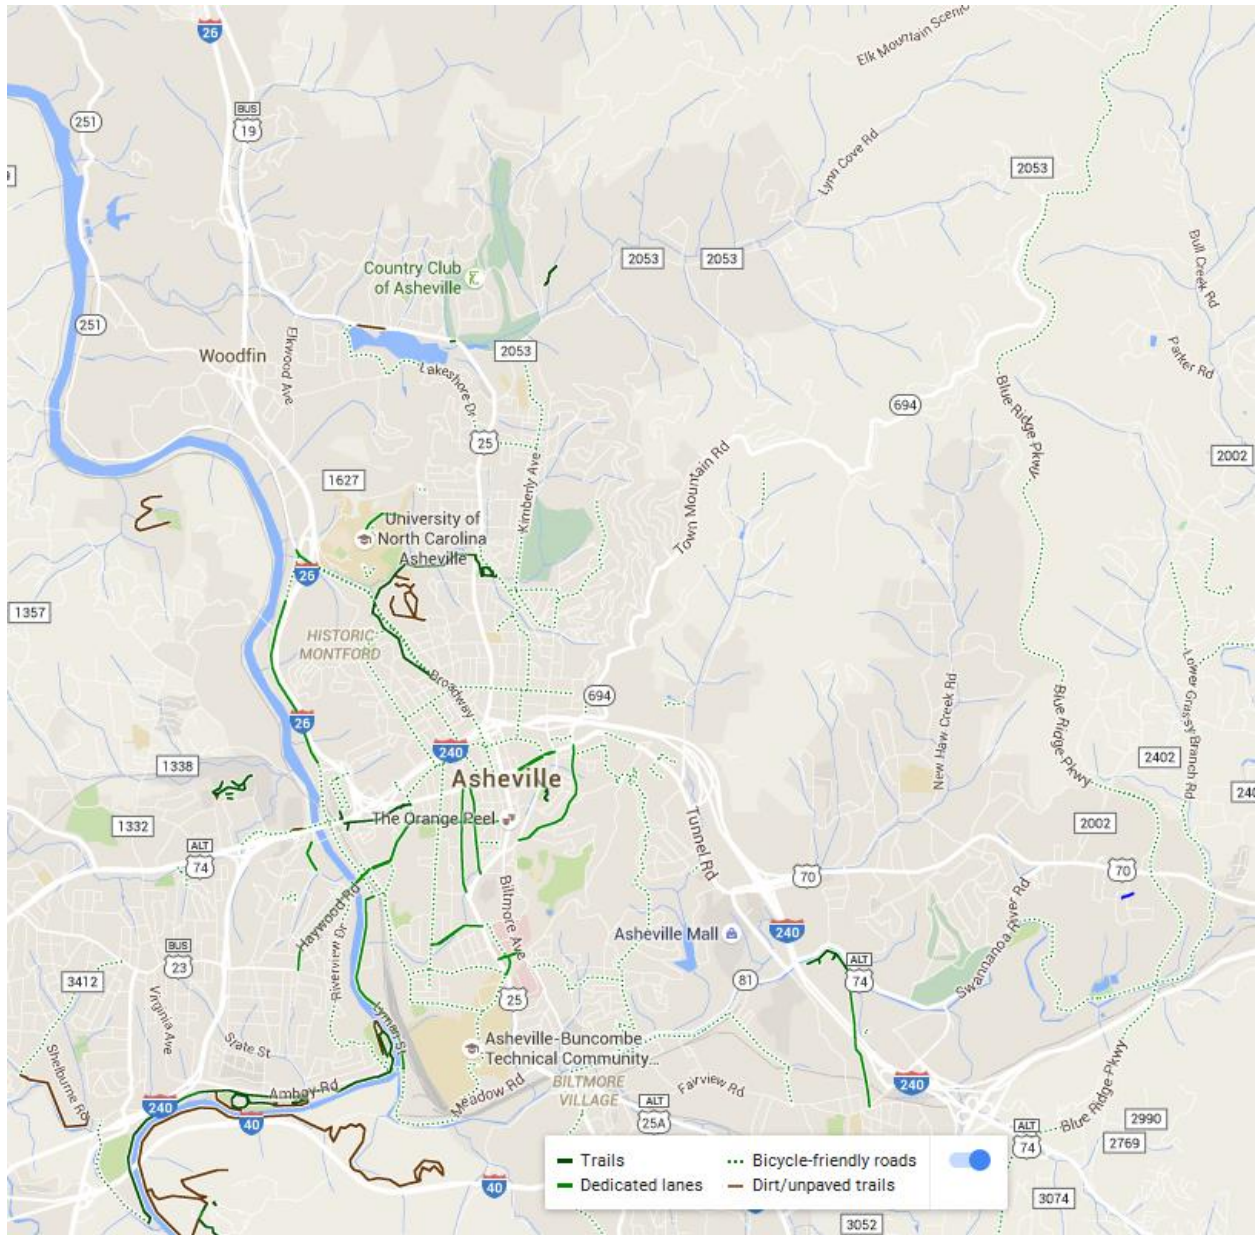 26
Elk Mountain Scenic
251
BUS
19
Lynn Cove Rd
2053
2053
2053
Bull Creek Rd
Country Club
of Asheville
251
Woodfin
Elkwood Ave
2053
Lakeshore Dr
Parker Rd
Blue Ridge Pkwy
694
25
2002
Town Mountain Rd
Kimberly Ave
1627
University of
North Carolina
Asheville
26
1357
HISTORIC
MONTFORD
Broadway
694
New Haw Creek Rd
Blue Ridge Pkwy
Lower Grassy Branch Rd
26
240
2402
1338
Asheville
240
The Orange Peel
1332
ALT
74
Tunnel Rd
2002
70
70
Haywood Rd
Biltmore Ave
Asheville Mall
240
Swannanoa River Rd
BUS
23
Riverview Dr
ALT
74
81
3412
Virginia Ave
25
Lyman St
State St
Asheville-Buncombe
Technical Community...
Shelburne Rd
Amboy Rd
Meadow Rd
BILTMORE
VILLAGE
Fairview Rd
240
240
40
ALT
25A
Blue Ridge Pkwy
ALT
74
2990
2769
40
3074
3052
Trails
Bicycle-friendly roads
Dedicated lanes
Dirt/unpaved trails